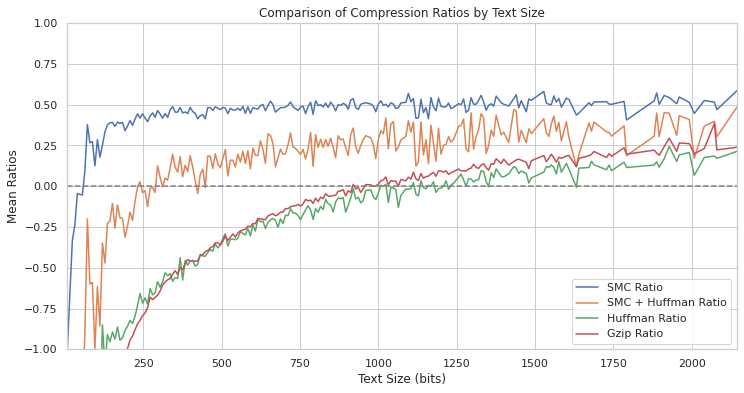 Comparison of Compression Ratios by Text Size
Mean Ratios
1.00
0.75
0.50
0.25
0.00
−0.25
−0.50
−0.75
−1.00
250
500
750
1000
1250
1500
1750
2000
Text Size (bits)
SMC Ratio
SMC + Huffman Ratio
Huffman Ratio
Gzip Ratio